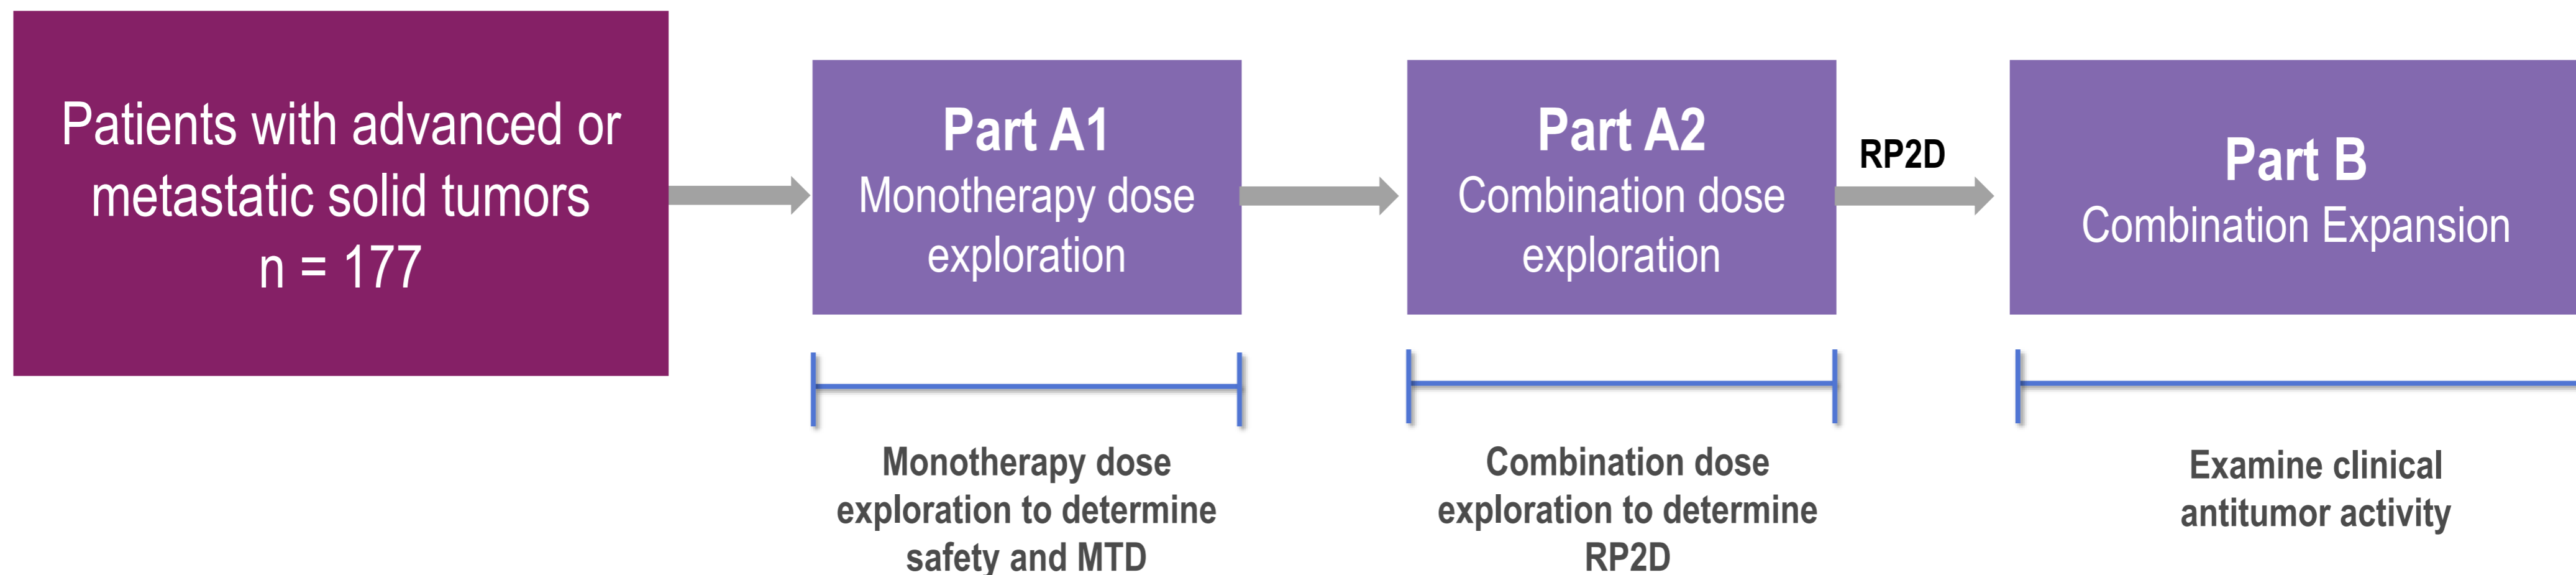 Patients with advanced or
metastatic solid tumors
n = 177
Part A1
Monotherapy dose
exploration
Part A2
Combination dose
exploration
RP2D
Part B
Combination Expansion
Monotherapy dose
exploration to determine
safety and MTD
Combination dose
exploration to determine
RP2D
Examine clinical
antitumor activity